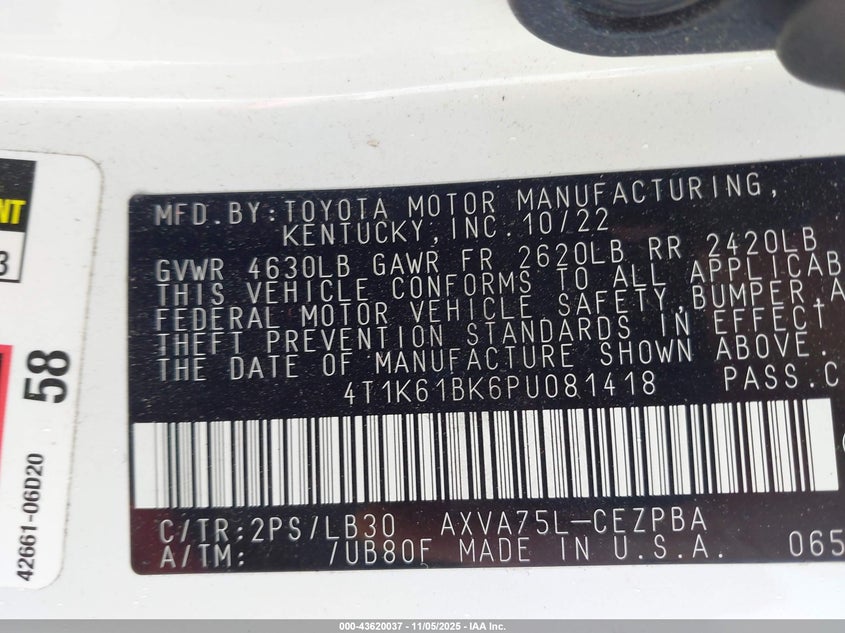 NT
3
58
42661-06D20
MFD.BY:TOYOTA MOTOR MANUFACTURING,
KENTUCKY,INC.10/22
GVWR 4630LB GAWR FR 2620LB RR 2420LB
THIS VEHICLE CONFORMS TO ALL APPLICAB
FEDERAL MOTOR VEHICLE SAFETY,BUMPER,A
THEFT PREVENTION STANDARDS IN EFFECT
THE DATE OF MANUFACTURE SHOWN ABOVE.
4T1K61BK6PU081418 PASS.C
C/TR:2PS/LB30 AXVA75L-CEZPBA
A/TM: /UB80F MADE IN U.S.A. 065
000-43620037 - 11/05/2025 - IAA Inc.